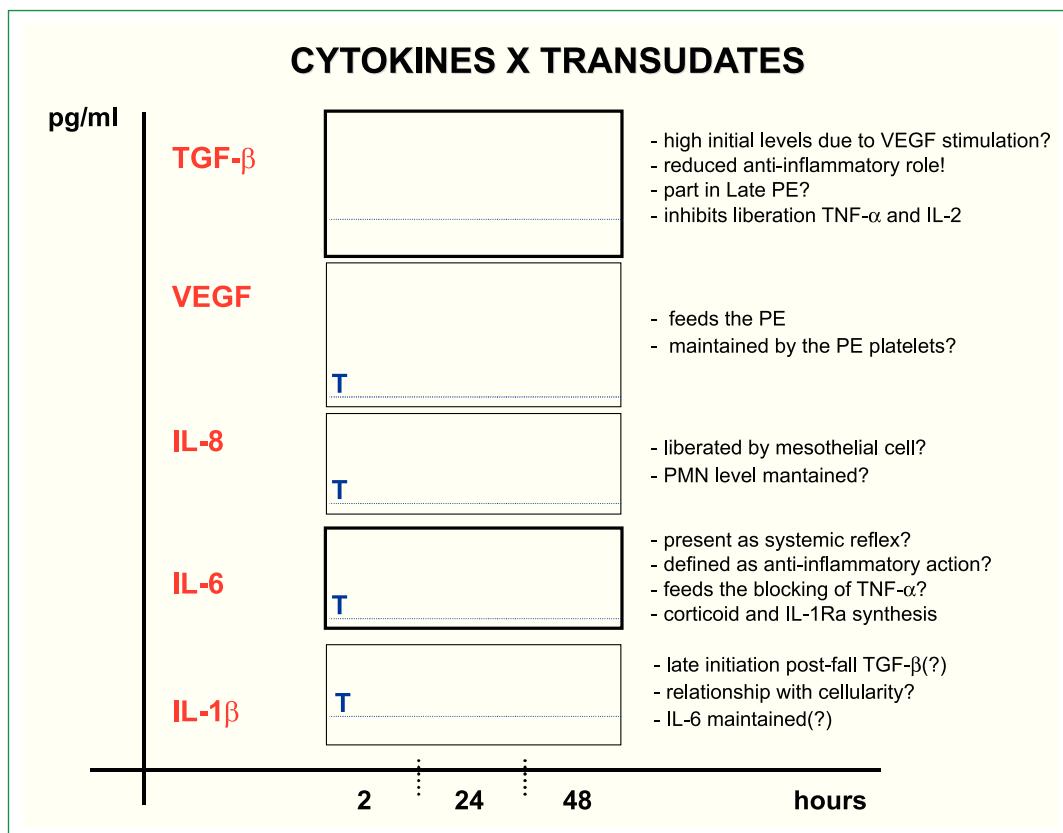 CYTOKINES X TRANSUDATES
pg/ml
TGF-β
- high initial levels due to VEGF stimulation?
- reduced anti-inflammatory role!
- part in Late PE?
- inhibits liberation TNF-α and IL-2
VEGF
T
- feeds the PE
- maintained by the PE platelets?
IL-8
T
- liberated by mesothelial cell?
- PMN level mantained?
IL-6
T
- present as systemic reflex?
- defined as anti-inflammatory action?
- feeds the blocking of TNF-α?
- corticoid and IL-1Ra synthesis
IL-1β
T
- late initiation post-fall TGF-β(?)
- relationship with cellularity?
- IL-6 maintained(?)
2 24 48 hours